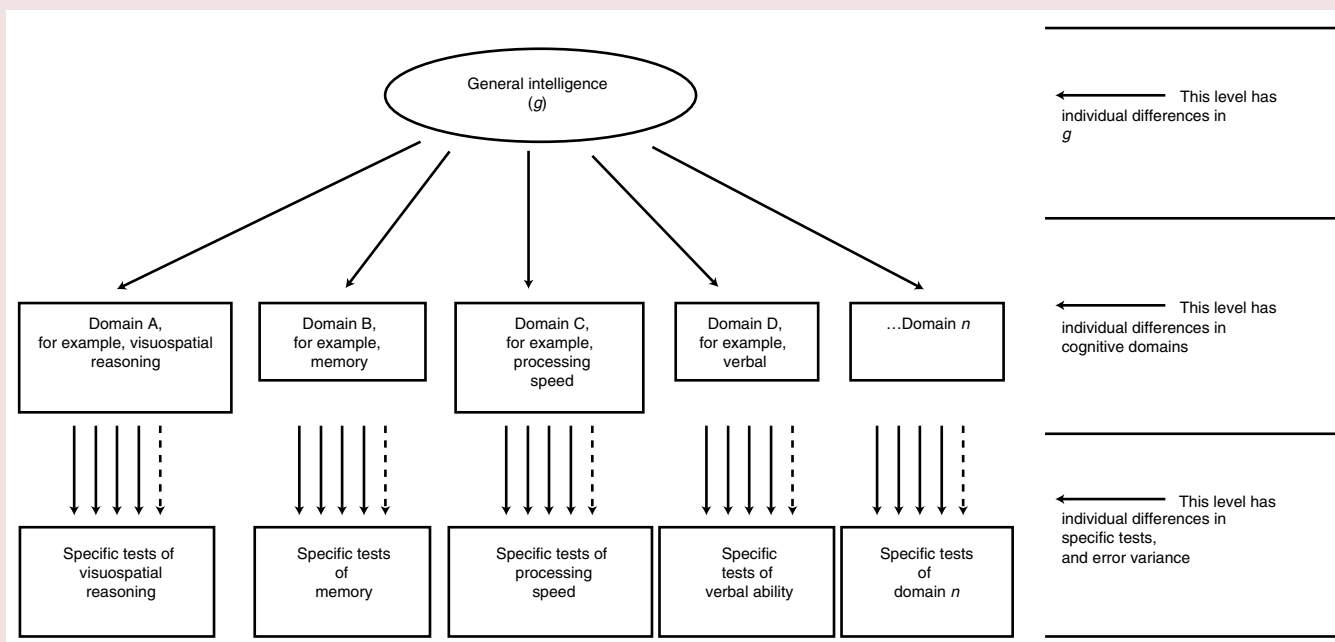 General intelligence
(g)
This level has
individual differences in
g
Domain A,
for example, visuospatial
reasoning
Domain B,
for example,
memory
Domain C,
for example,
processing
speed
Domain D,
for example,
verbal
…Domain n
This level has
individual differences in
cognitive domains
Specific tests of
visuospatial
reasoning
Specific tests
of
memory
Specific tests of
processing
speed
Specific
tests of
verbal ability
Specific tests
of
domain n
This level has
individual differences in
specific tests,
and error variance